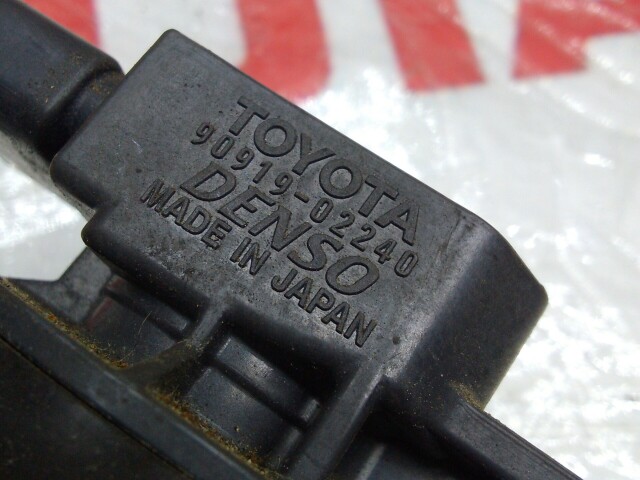 TOYOTA
90919-02240
DENSO
MADE IN JAPAN